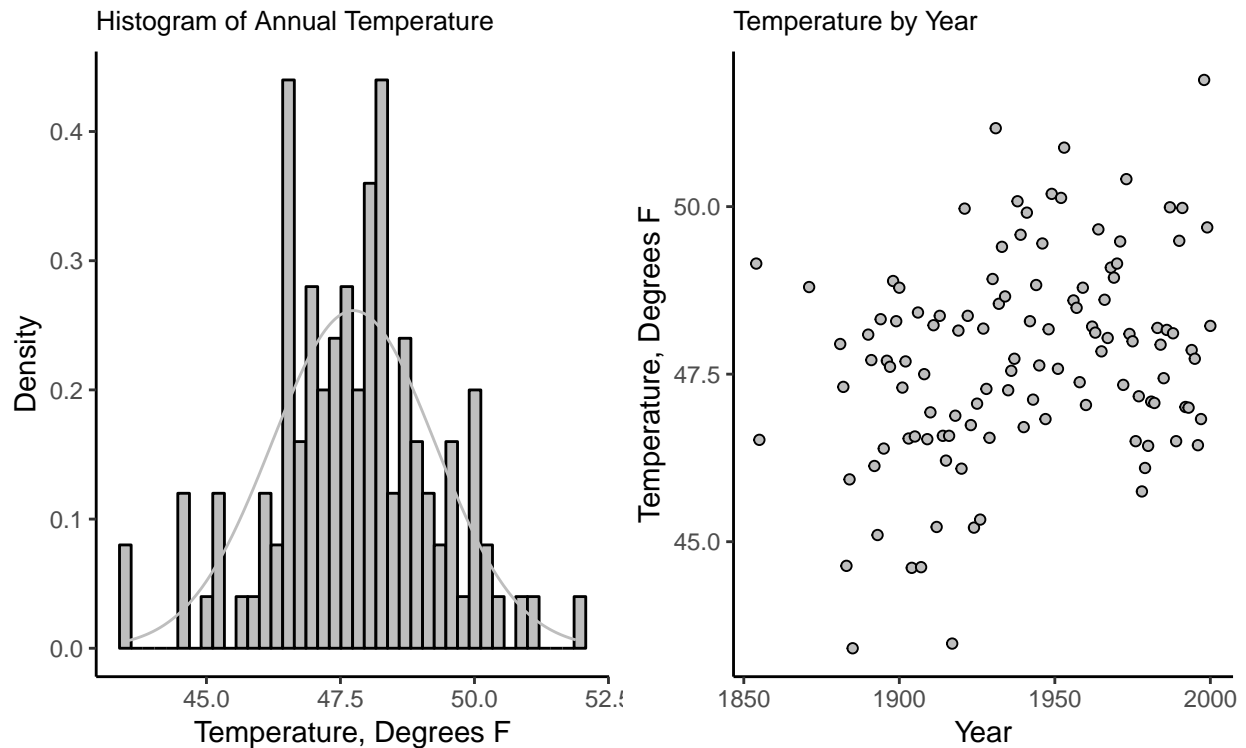 Histogram of Annual Temperature
0.4
0.3
0.2
0.1
0.0
Density
45.0 47.5 50.0 52.5
Temperature, Degrees F
Temperature by Year
50.0
47.5
45.0
Temperature, Degrees F
1850 1900 1950 2000
Year